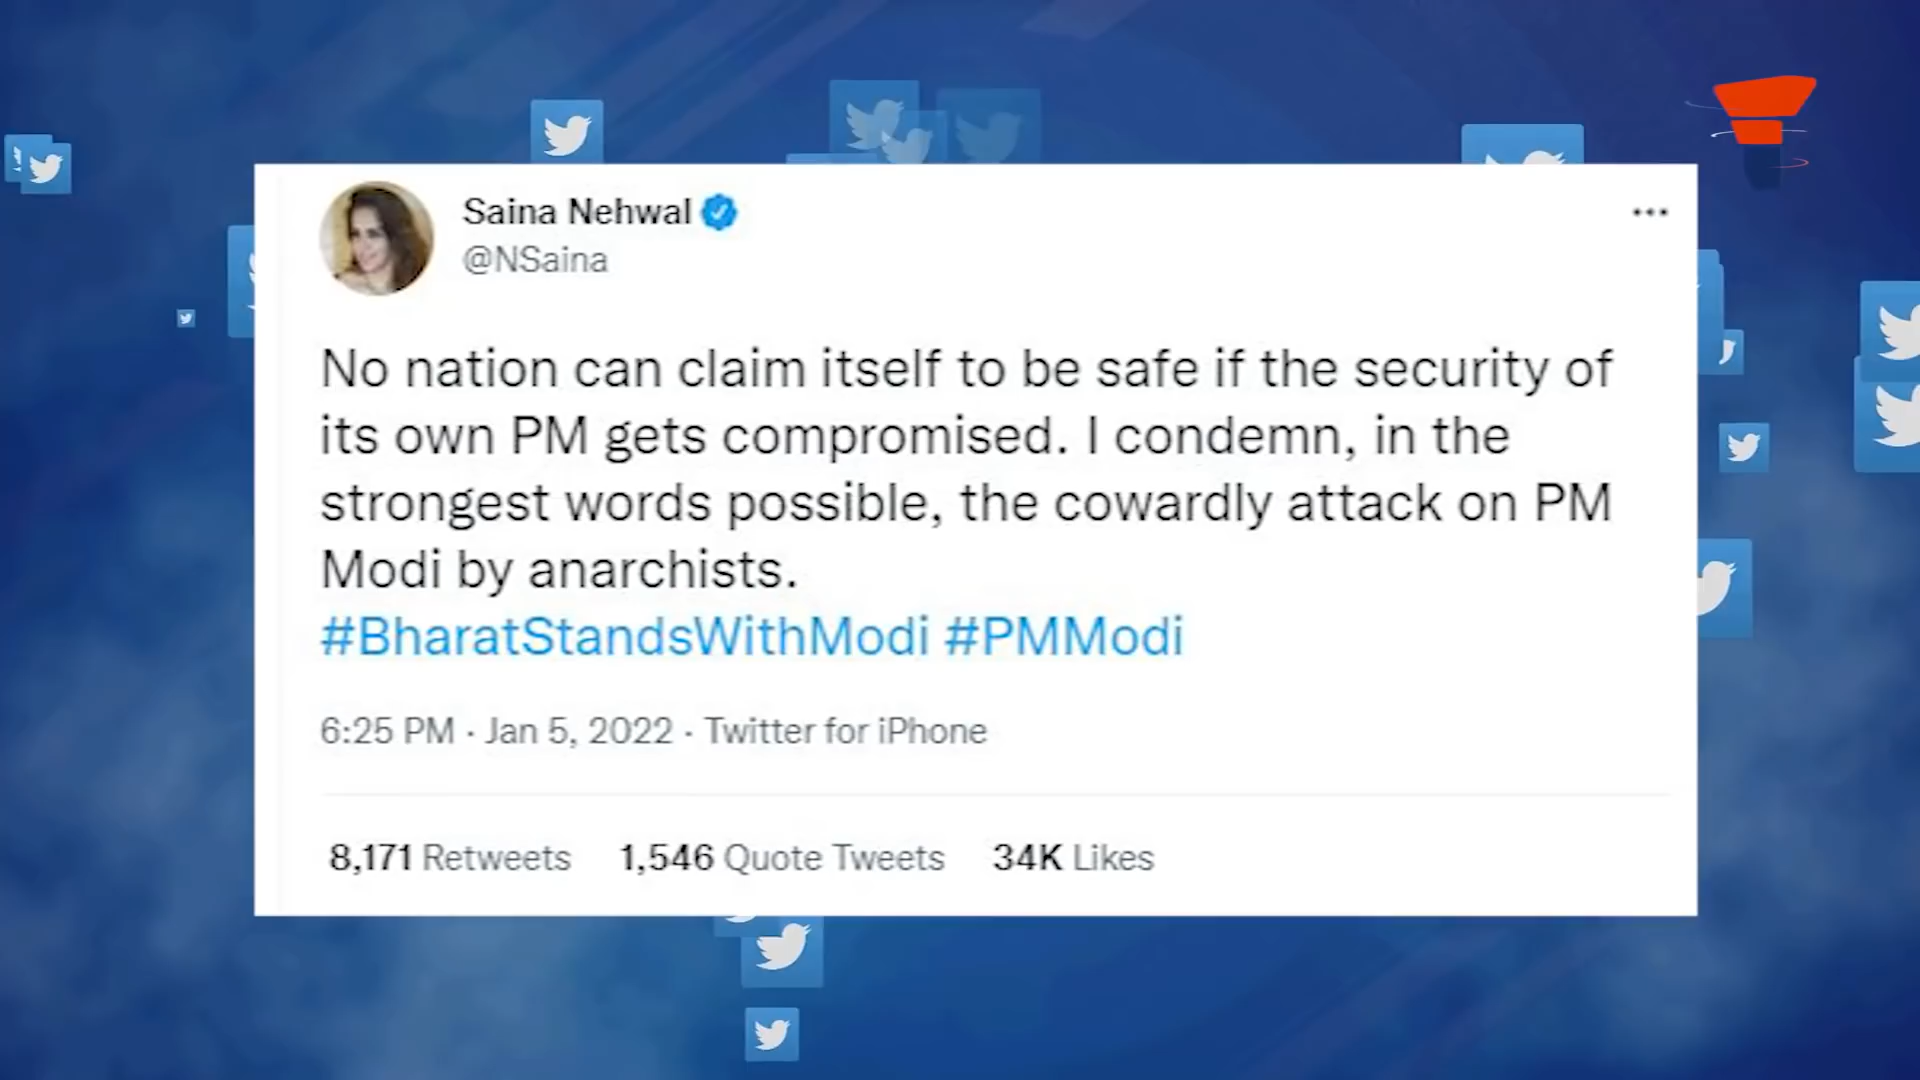 Saina Nehwal
@NSaina
No nation can claim itself to be safe if the security of
its own PM gets compromised. I condemn, in the
strongest words possible, the cowardly attack on PM
Modi by anarchists.
#BharatStandsWithModi #PMModi
6:25 PM · Jan 5, 2022 · Twitter for iPhone
8,171 Retweets 1,546 Quote Tweets 34K Likes